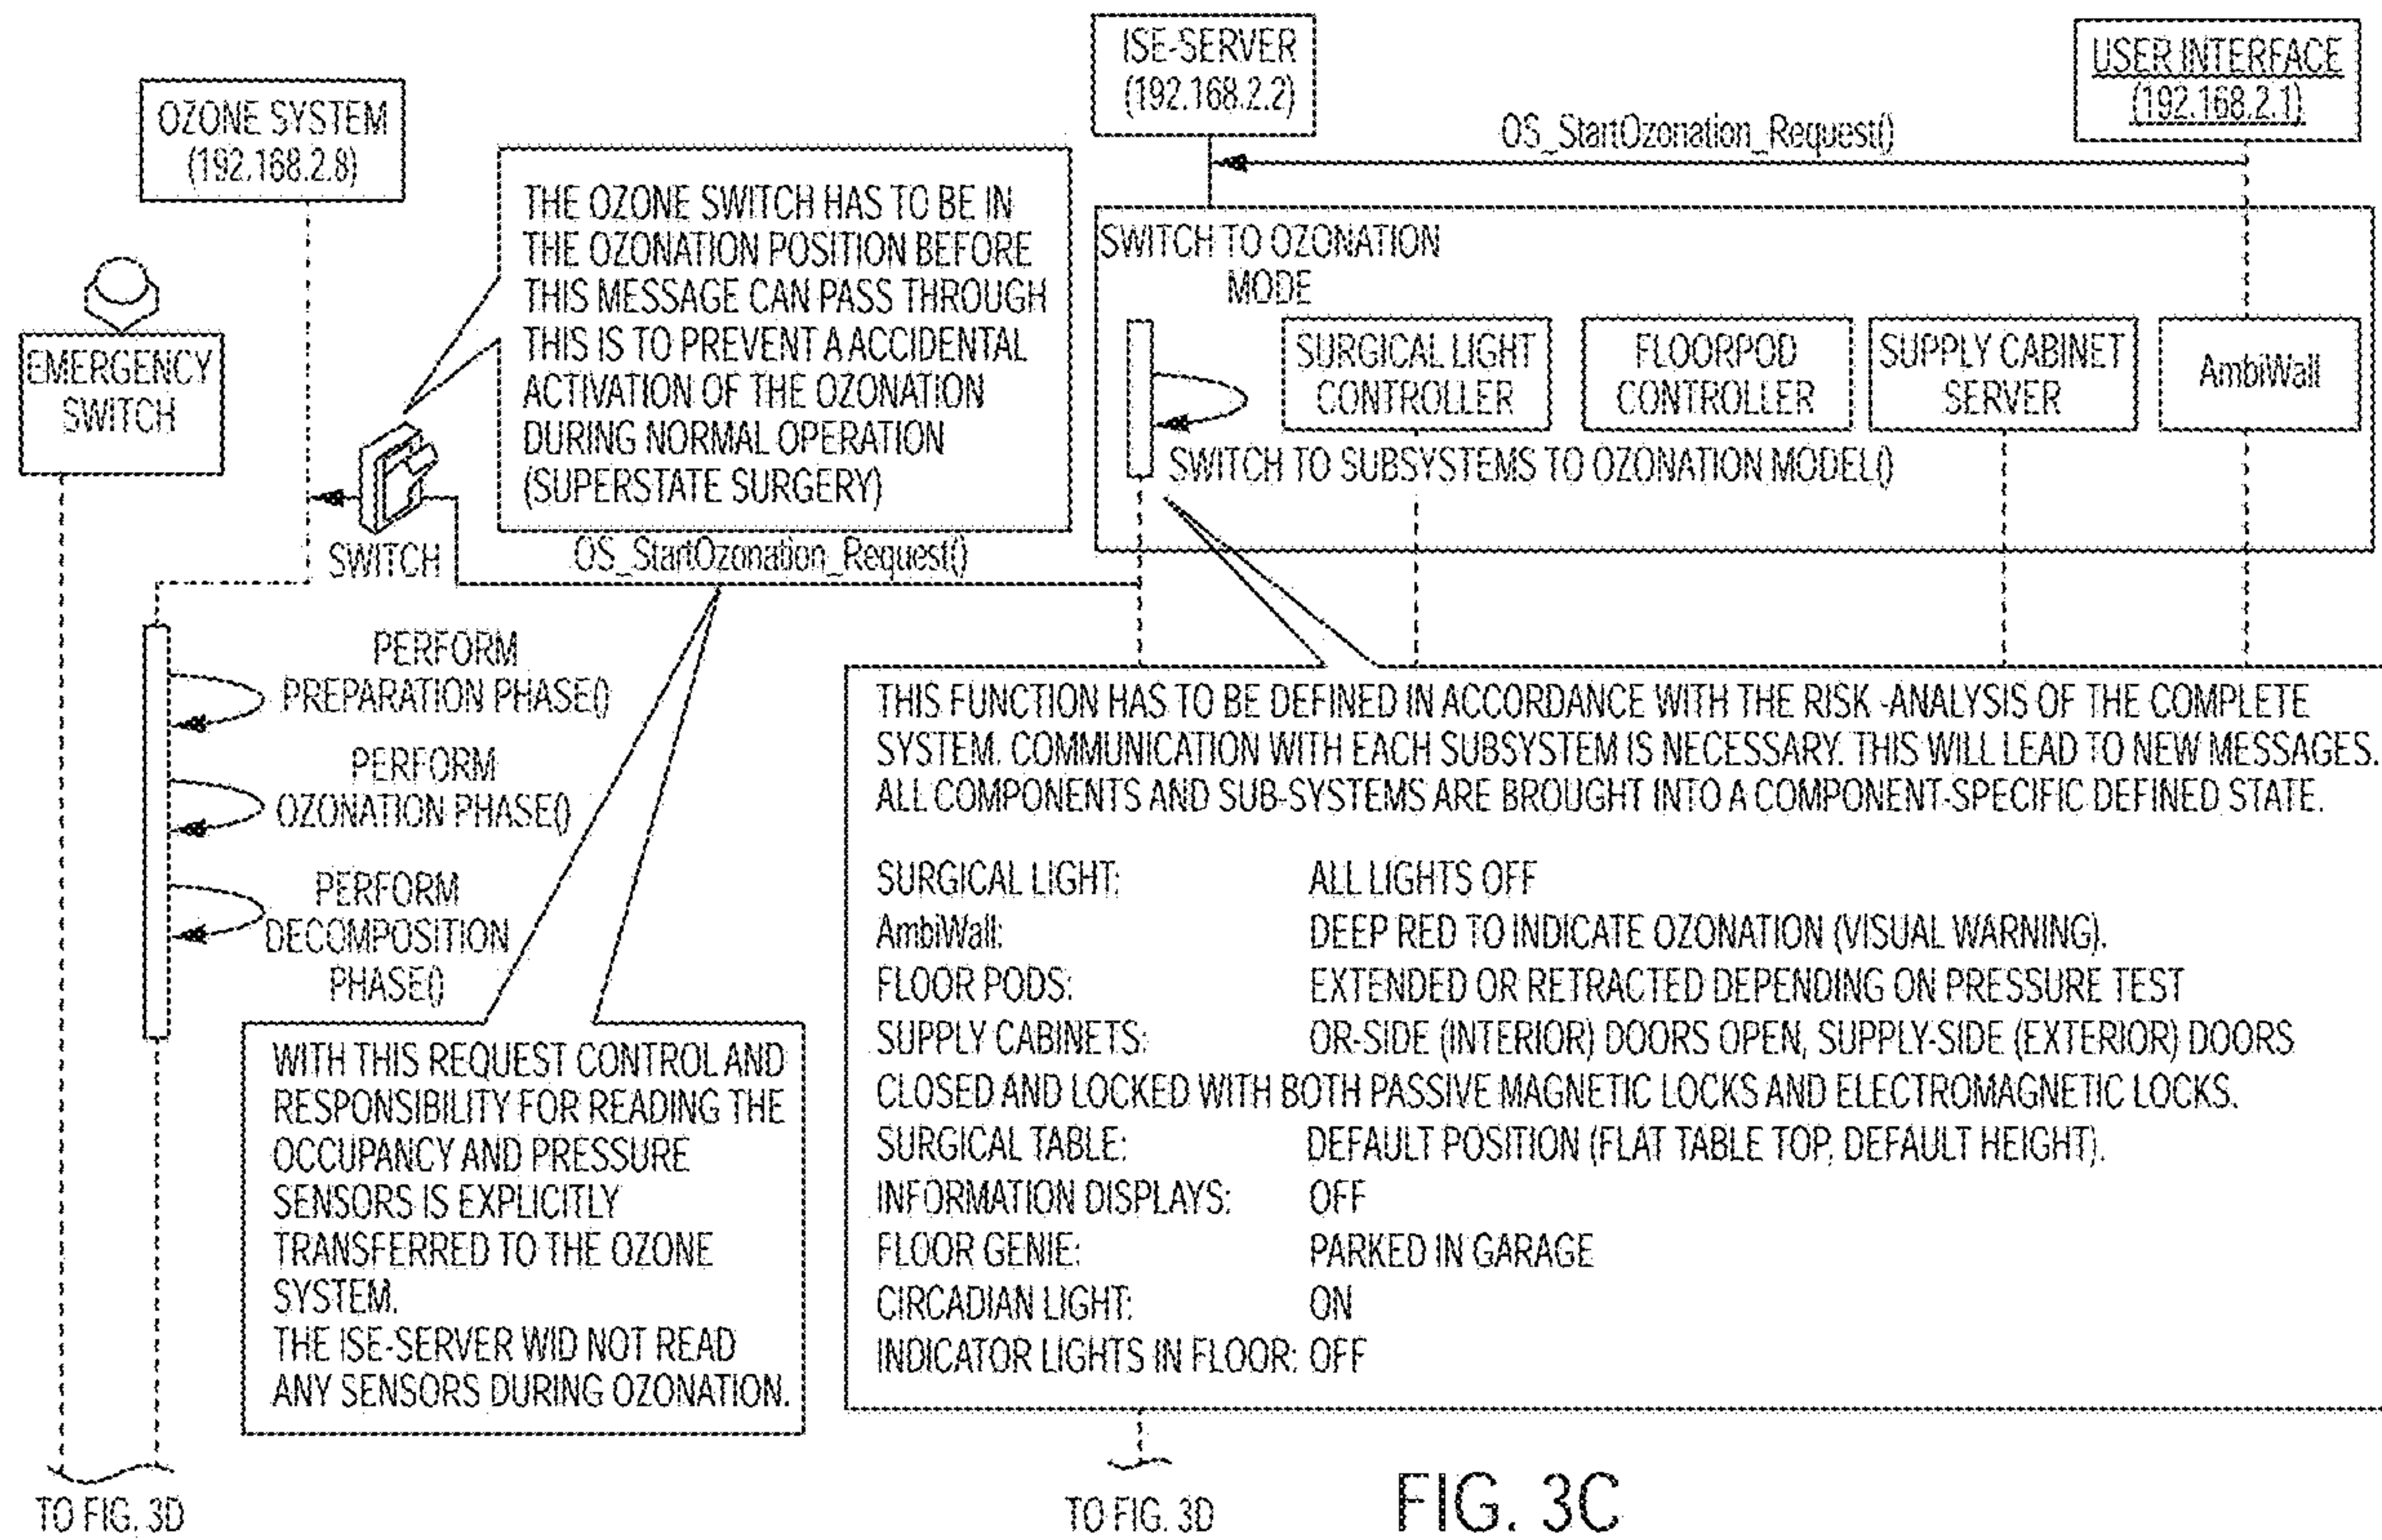 ISE-SERVER
(192.168.2.2)
USER INTERFACE
(192.168.2.1)
OZONE SYSTEM
(192.168.2.8)
OS_StartOzonation_Request()
THE OZONE SWITCH HAS TO BE IN
THE OZONATION POSITION BEFORE
THIS MESSAGE CAN PASS THROUGH
THIS IS TO PREVENT A ACCIDENTAL
ACTIVATION OF THE OZONATION
DURING NORMAL OPERATION
(SUPERSTATE SURGERY)
SWITCH TO OZONATION
MODE
EMERGENCY
SWITCH
SURGICAL LIGHT
CONTROLLER
FLOORPOD
CONTROLLER
SUPPLY CABINET
SERVER
AmbiWall
SWITCH TO SUBSYSTEMS TO OZONATION MODEL()
SWITCH
OS_StartOzonation_Request()
PERFORM
PREPARATION PHASE()
PERFORM
OZONATION PHASE()
PERFORM
DECOMPOSITION
PHASE()
WITH THIS REQUEST CONTROL AND
RESPONSIBILITY FOR READING THE
OCCUPANCY AND PRESSURE
SENSORS IS EXPLICITLY
TRANSFERRED TO THE OZONE
SYSTEM.
THE ISE-SERVER WID NOT READ
ANY SENSORS DURING OZONATION.
THIS FUNCTION HAS TO BE DEFINED IN ACCORDANCE WITH THE RISK -ANALYSIS OF THE COMPLETE
SYSTEM. COMMUNICATION WITH EACH SUBSYSTEM IS NECESSARY. THIS WILL LEAD TO NEW MESSAGES.
ALL COMPONENTS AND SUB-SYSTEMS ARE BROUGHT INTO A COMPONENT-SPECIFIC DEFINED STATE.
SURGICAL LIGHT: ALL LIGHTS OFF
AmbiWall: DEEP RED TO INDICATE OZONATION (VISUAL WARNING).
FLOOR PODS: EXTENDED OR RETRACTED DEPENDING ON PRESSURE TEST
SUPPLY CABINETS: OR-SIDE (INTERIOR) DOORS OPEN, SUPPLY-SIDE (EXTERIOR) DOORS
CLOSED AND LOCKED WITH BOTH PASSIVE MAGNETIC LOCKS AND ELECTROMAGNETIC LOCKS.
SURGICAL TABLE: DEFAULT POSITION (FLAT TABLE TOP, DEFAULT HEIGHT).
INFORMATION DISPLAYS: OFF
FLOOR GENIE: PARKED IN GARAGE
CIRCADIAN LIGHT: ON
INDICATOR LIGHTS IN FLOOR: OFF
TO FIG. 3D
TO FIG. 3D
FIG. 3C